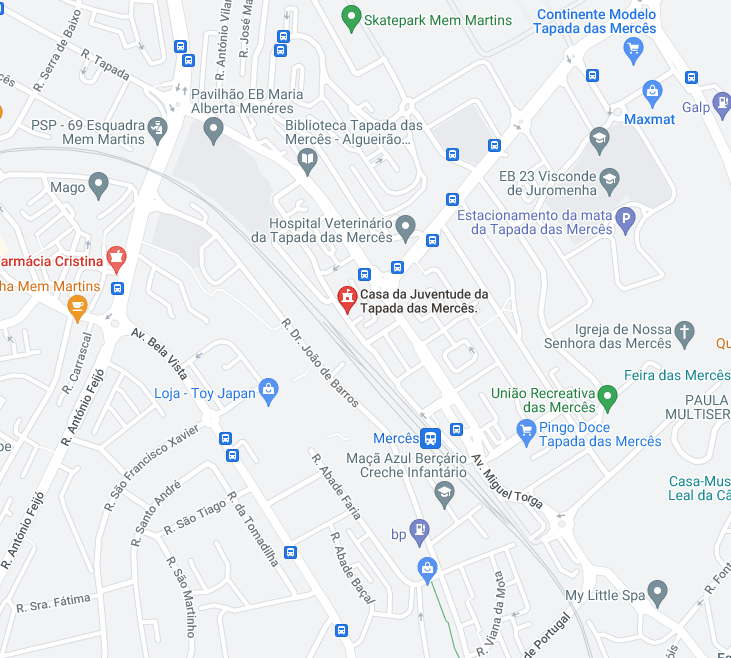 Skatepark Mem Martins
Continente Modelo
Tapada das Mercês
R. Serra de Baixo
R. António Vilar
R. José Ma
R. Tapada
Pavilhão EB Maria
Alberta Menéres
Galp
Maxmat
PSP - 69 Esquadra
Mem Martins
Biblioteca Tapada das
Mercês - Algueirão...
EB 23 Visconde
de Juromenha
Mago
Hospital Veterinário
da Tapada das Mercês
Estacionamento da mata
da Tapada das Mercês
P
armácia Cristina
ha Mem Martins
Casa da Juventude da
Tapada das Mercês.
Av. Bela Vista
R. Dr. João de Barros
Igreja de Nossa
Senhora das Mercês
Qu
R. Carrascal
R. António Feijó
Feira das Mercês
Loja - Toy Japan
União Recreativa
das Mercês
PAULA
MULTISER
Pingo Doce
Tapada das Mercês
Mercês
R. São Francisco Xavier
Maçã Azul Berçário
Creche Infantário
Av. Miguel Torga
Casa-Mus
Leal da Câ
R. António Feijó
R. Santo André
R. São Tiago
R. da Tomadilha
R. Abade Faria
bp
R. Abade Baçal
R. São Martinho
R. Sra. Fátima
R. Viana da Mota
My Little Spa
R. Font
de Portugal